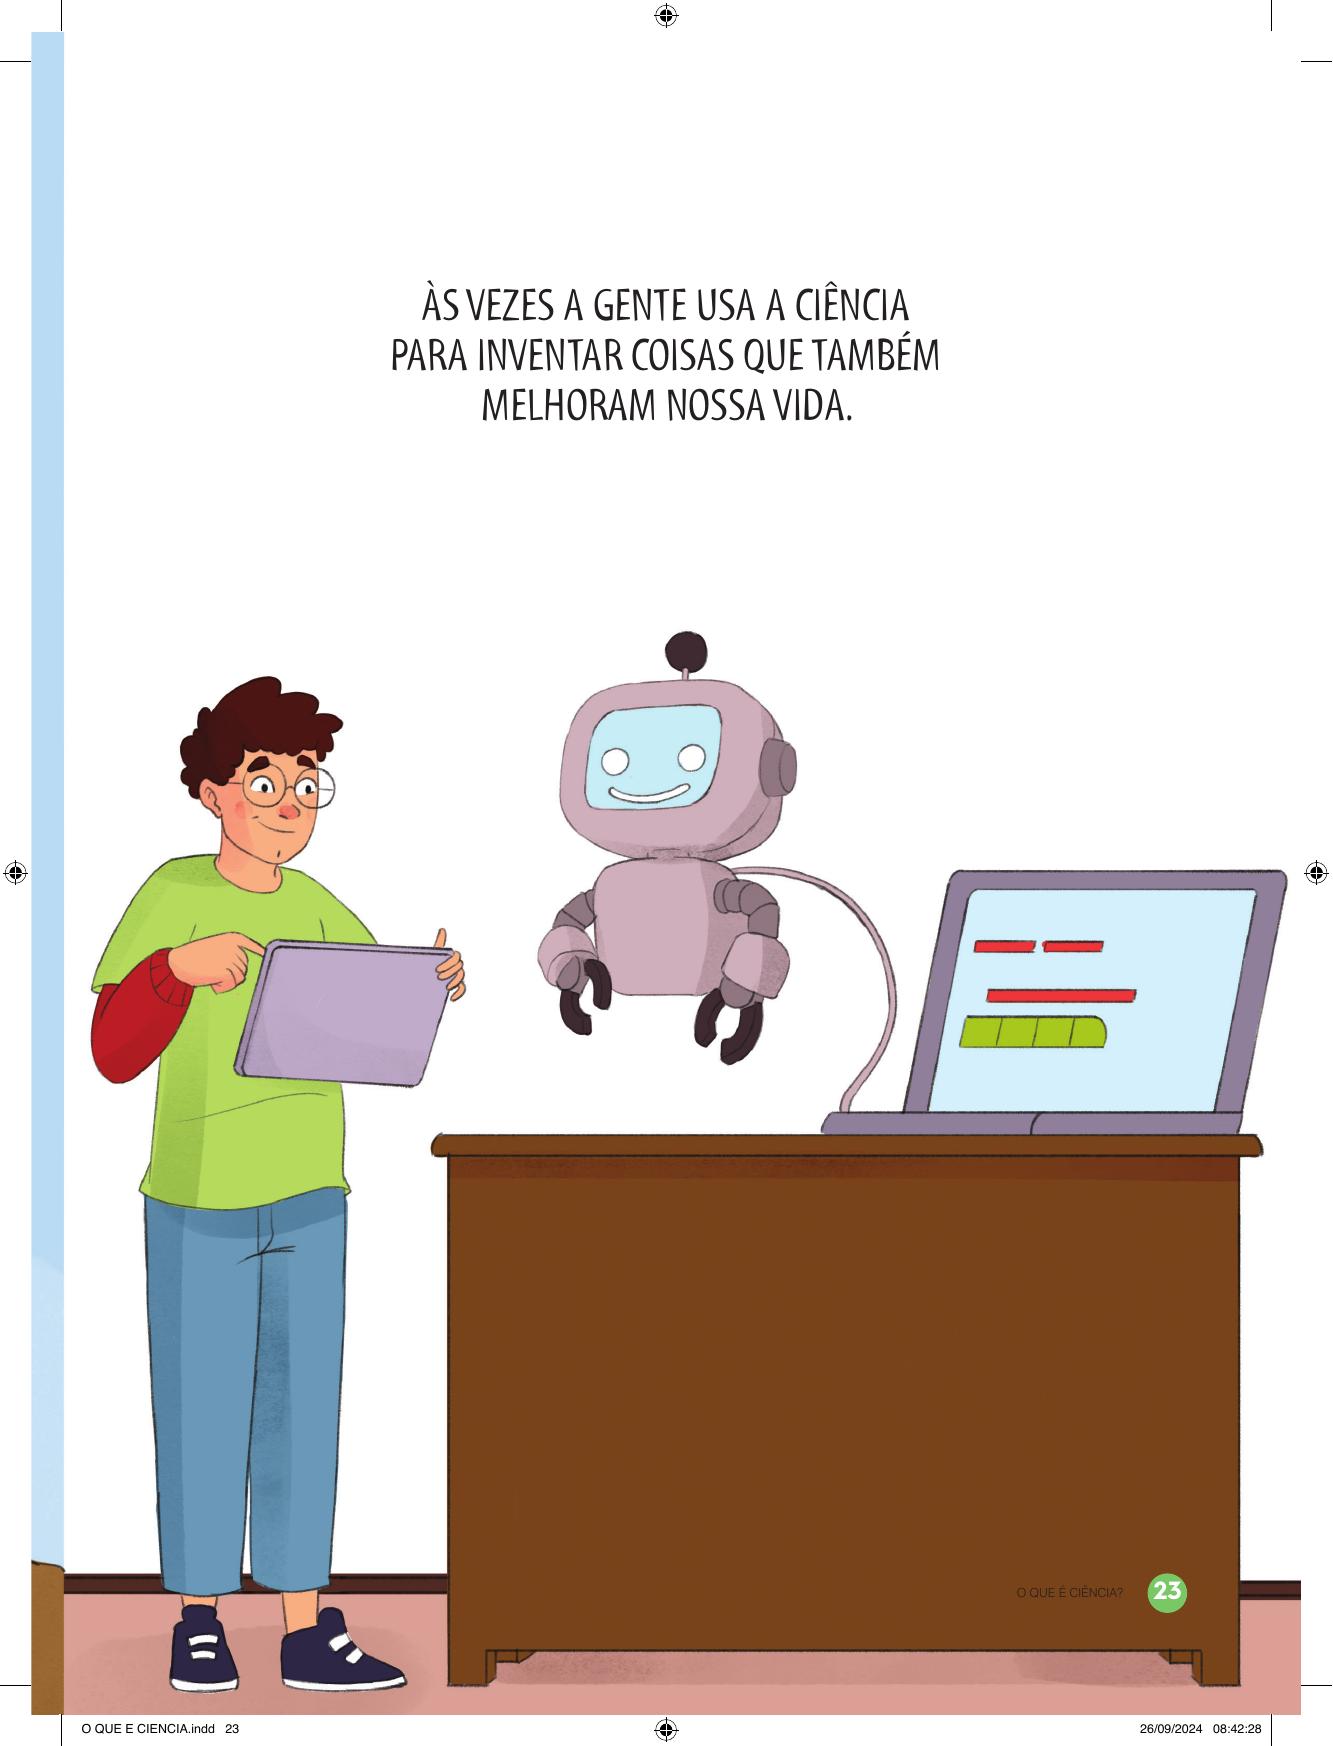 ÀS VEZES A GENTE USA A CIÊNCIA
PARA INVENTAR COISAS QUE TAMBÉM
MELHORAM NOSSA VIDA.
O QUE É CIÊNCIA? 23
O QUE E CIENCIA.indd 23 26/09/2024 08:42:28